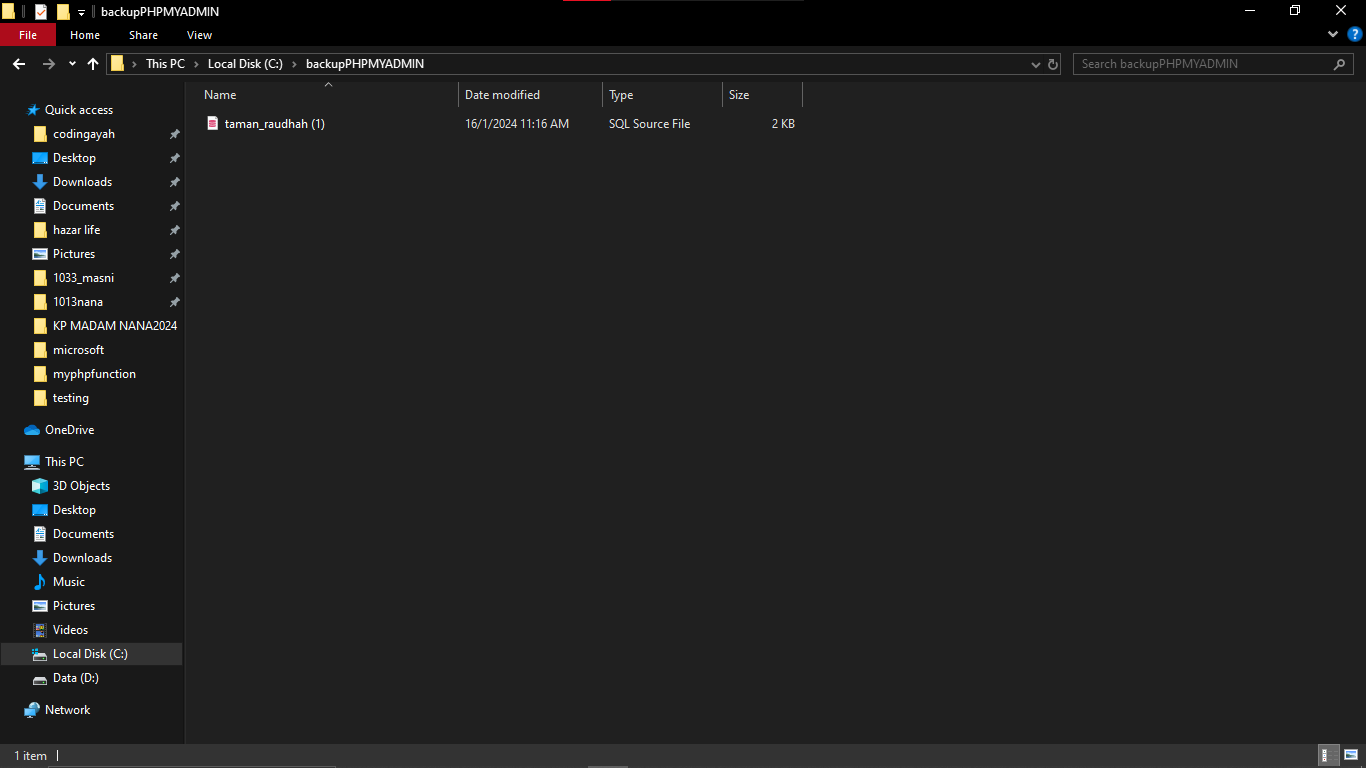 backupPHPMYADMIN
File Home Share View
This PC Local Disk (C:) backupPHPMYADMIN
Search backupPHPMYADMIN
Name Date modified Type Size
taman_raudhah (1) 16/1/2024 11:16 AM SQL Source File 2 KB
Quick access
codingayah
Desktop
Downloads
Documents
hazar life
Pictures
1033_masni
1013nana
KP MADAM NANA2024
microsoft
myphpfunction
testing
OneDrive
This PC
3D Objects
Desktop
Documents
Downloads
Music
Pictures
Videos
Local Disk (C:)
Data (D:)
Network
1 item